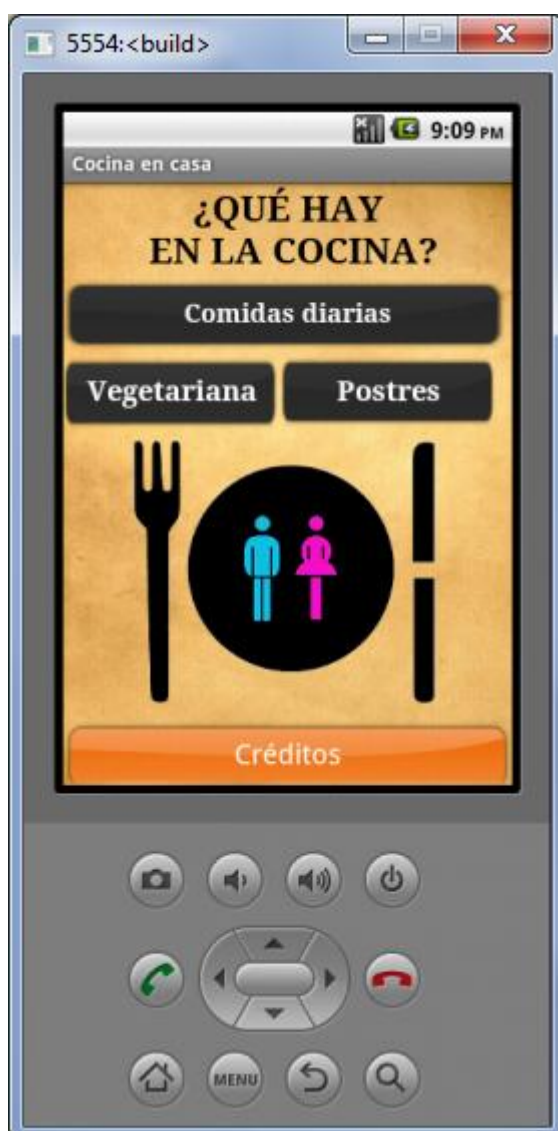 5554:<build>
9:09 PM
Cocina en casa
¿QUÉ HAY
EN LA COCINA?
Comidas diarias
Vegetariana
Postres
Créditos
MENU